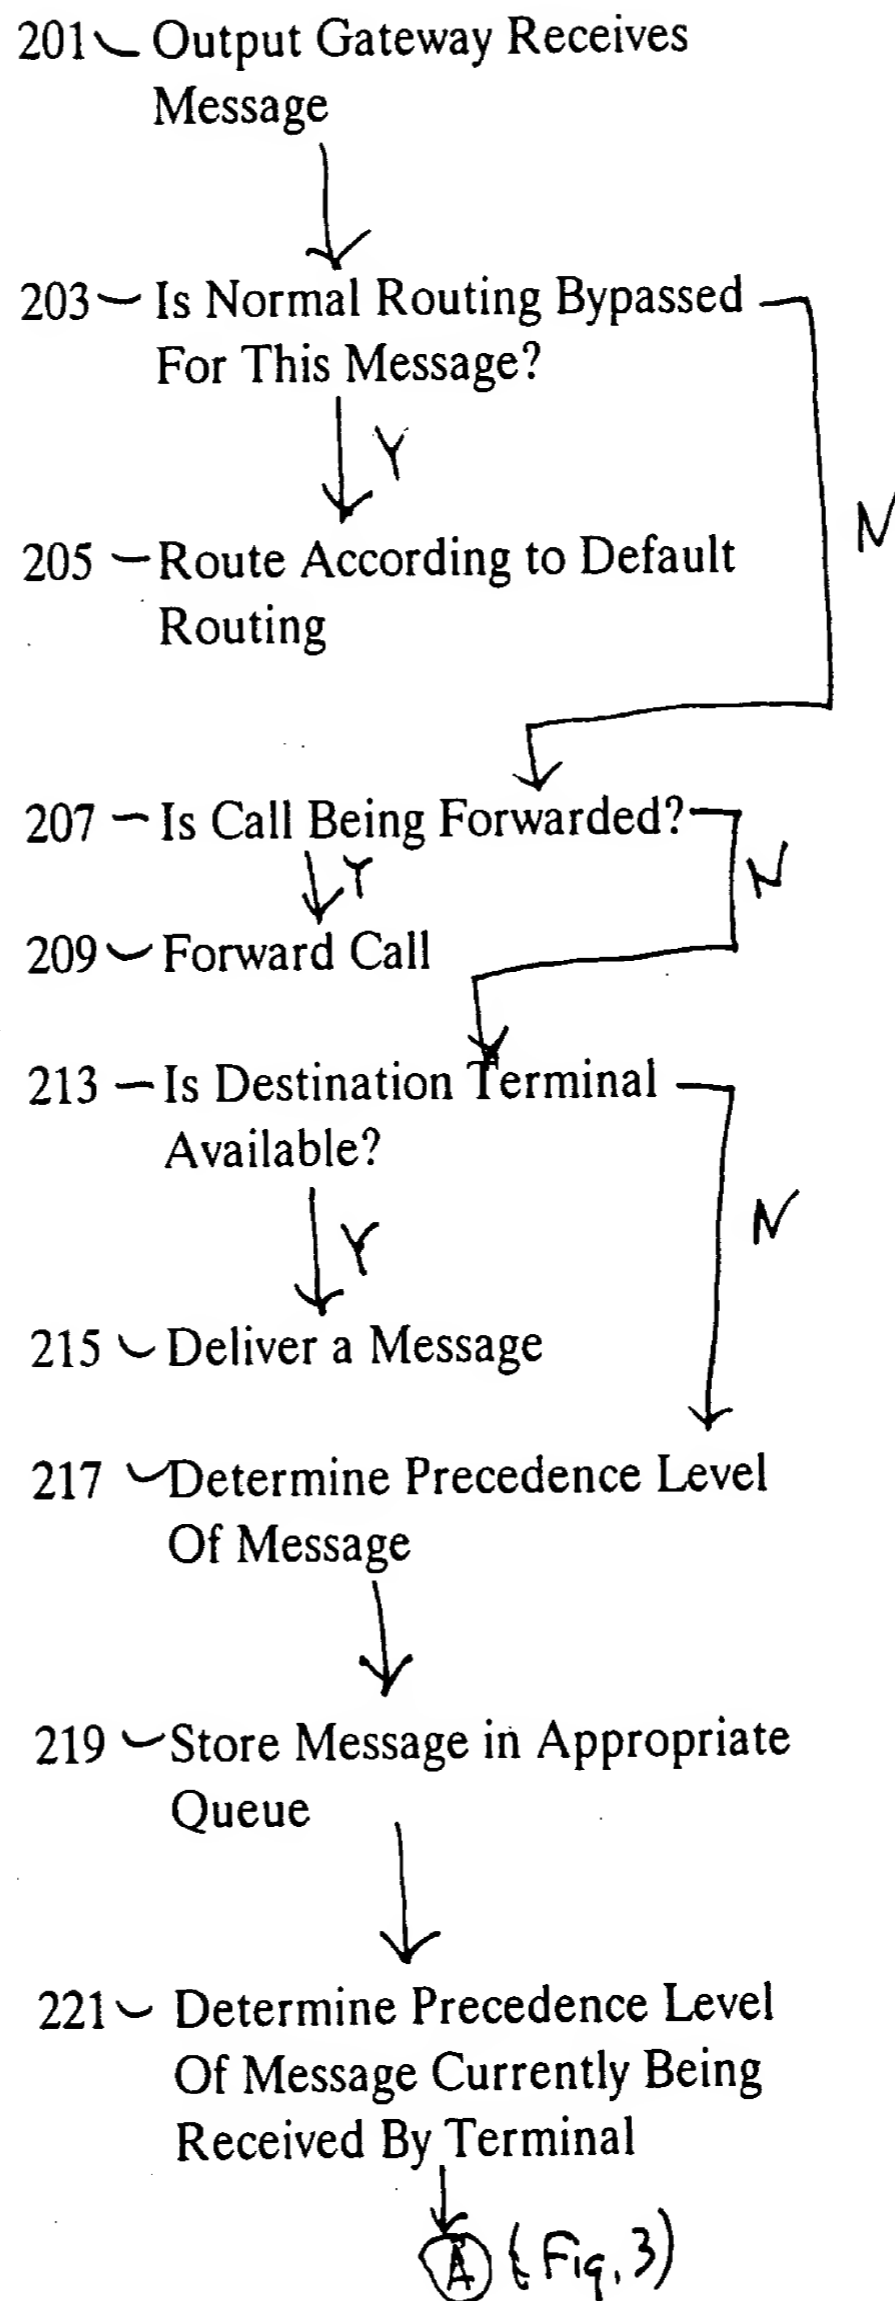 201 Output Gateway Receives
Message
203 Is Normal Routing Bypassed
For This Message?
Y
N
205 Route According to Default
Routing
207 Is Call Being Forwarded?
Y
N
209 Forward Call
213 Is Destination Terminal
Available?
Y
N
215 Deliver a Message
217 Determine Precedence Level
Of Message
219 Store Message in Appropriate
Queue
221 Determine Precedence Level
Of Message Currently Being
Received By Terminal
A (Fig. 3)